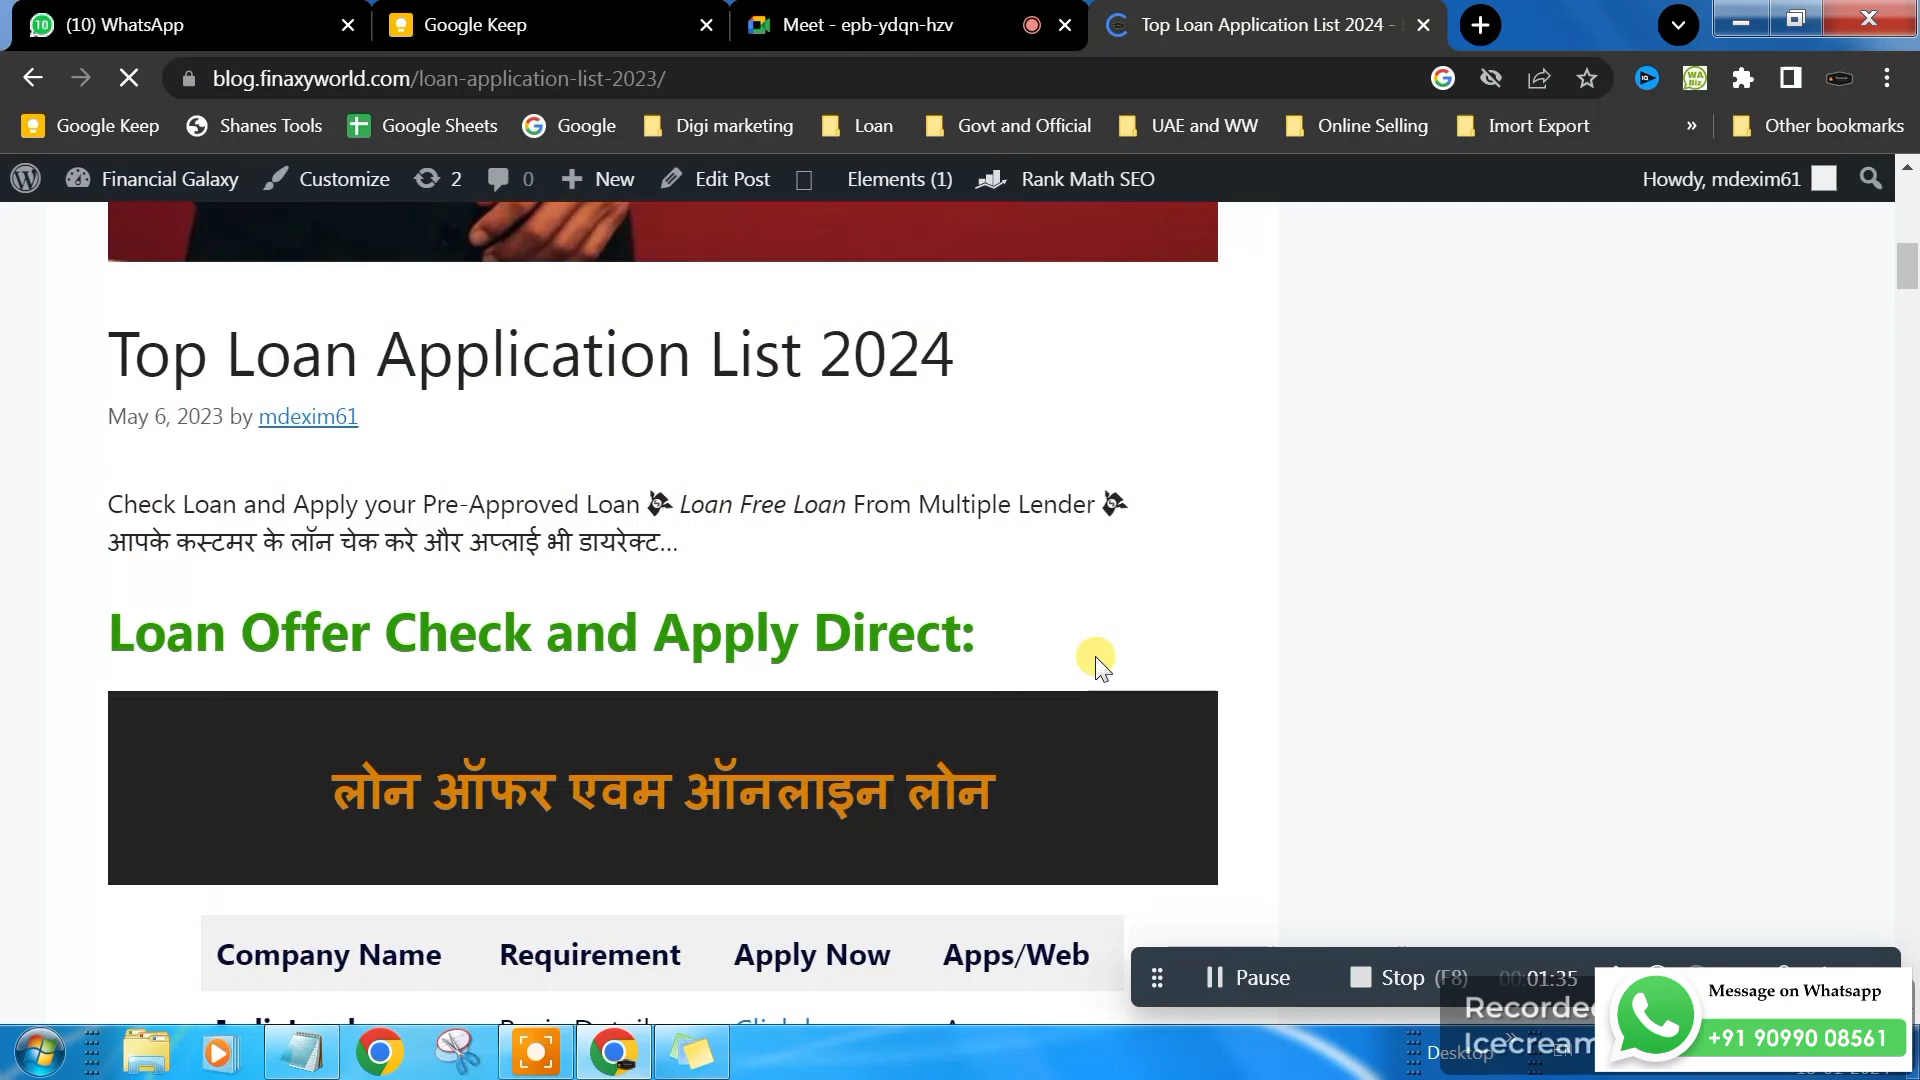 (10) WhatsApp
Google Keep
Meet - epb-ydqn-hzv
Top Loan Application List 2024 -
blog.finaxyworld.com/loan-application-list-2023/
Google Keep
Shanes Tools
Google Sheets
Google
Digi marketing
Loan
Govt and Official
UAE and WW
Online Selling
Imort Export
»
Other bookmarks
Financial Galaxy
Customize
2
0
New
Edit Post
Elements (1)
Rank Math SEO
Howdy, mdexim61
Top Loan Application List 2024
May 6, 2023 by mdexim61
Check Loan and Apply your Pre-Approved Loan Loan Free Loan From Multiple Lender
आपके कस्टमर के लॉन चेक करे और अप्लाई भी डायरेक्ट...
Loan Offer Check and Apply Direct:
लोन ऑफर एवम ऑनलाइन लोन
Company Name Requirement Apply Now Apps/Web
Pause
Stop (F8)
00:01:35
Recorded
Icecream
Message on Whatsapp
+91 90990 08561
Desktop
EN